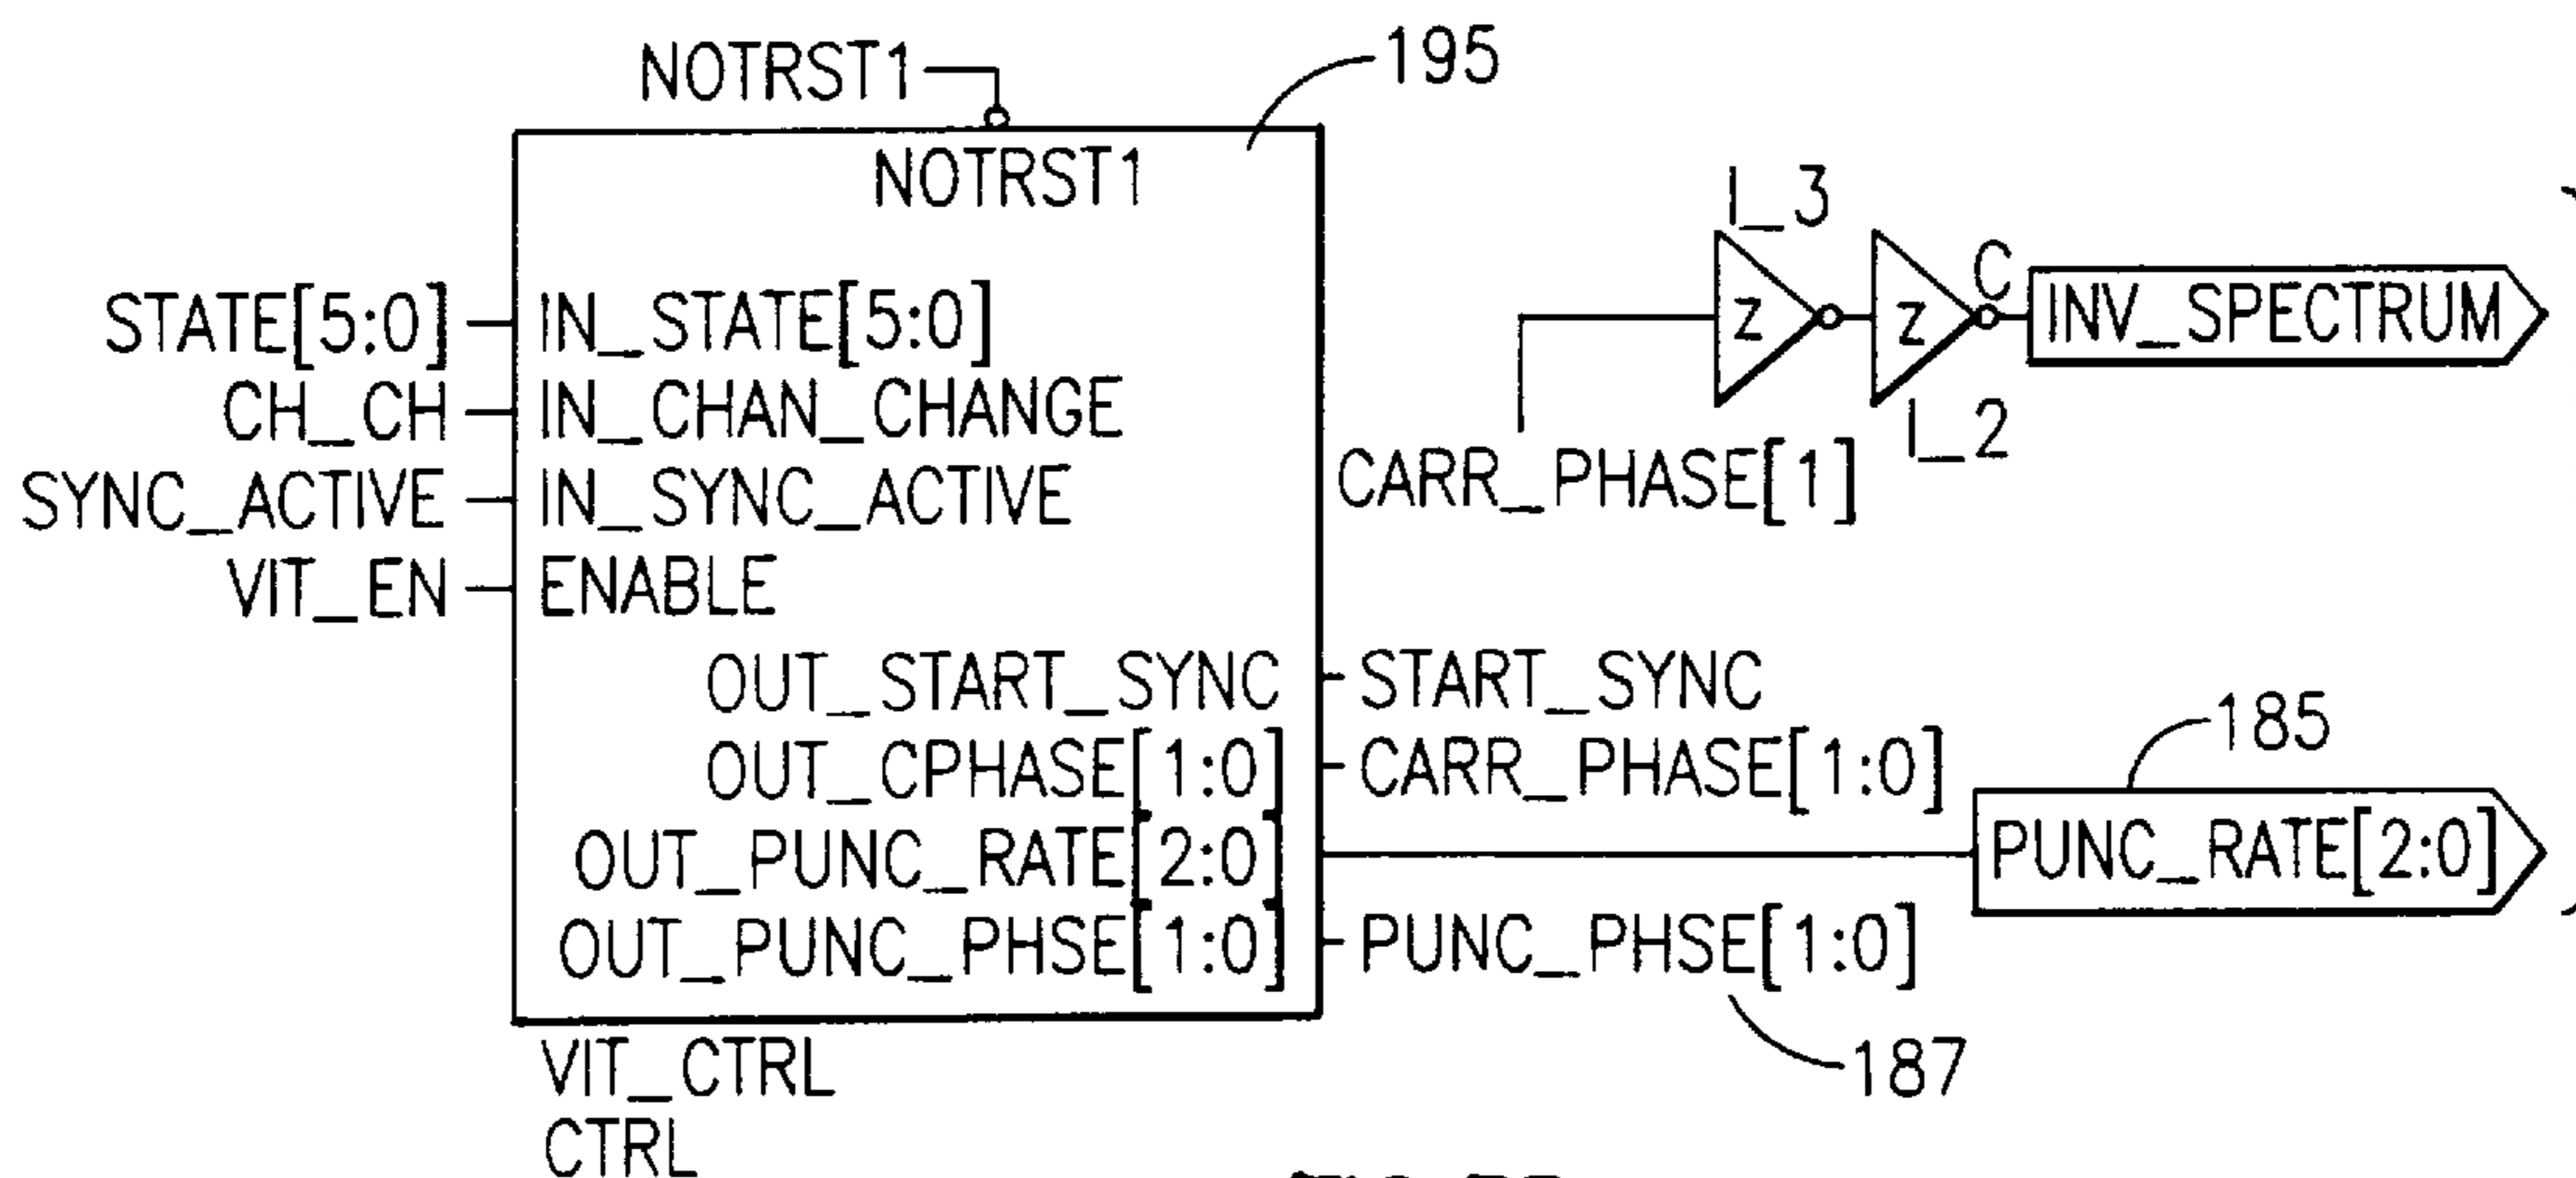 NOTRST1
195
NOTRST1
I_3
C
INV_SPECTRUM
Z
Z
I_2
CARR_PHASE[1]
STATE[5:0]
IN_STATE[5:0]
CH_CH
IN_CHAN_CHANGE
SYNC_ACTIVE
IN_SYNC_ACTIVE
VIT_EN
ENABLE
OUT_START_SYNC
START_SYNC
OUT_CPHASE[1:0]
CARR_PHASE[1:0]
185
OUT_PUNC_RATE[2:0]
PUNC_RATE[2:0]
OUT_PUNC_PHSE[1:0]
PUNC_PHSE[1:0]
187
VIT_CTRL
CTRL